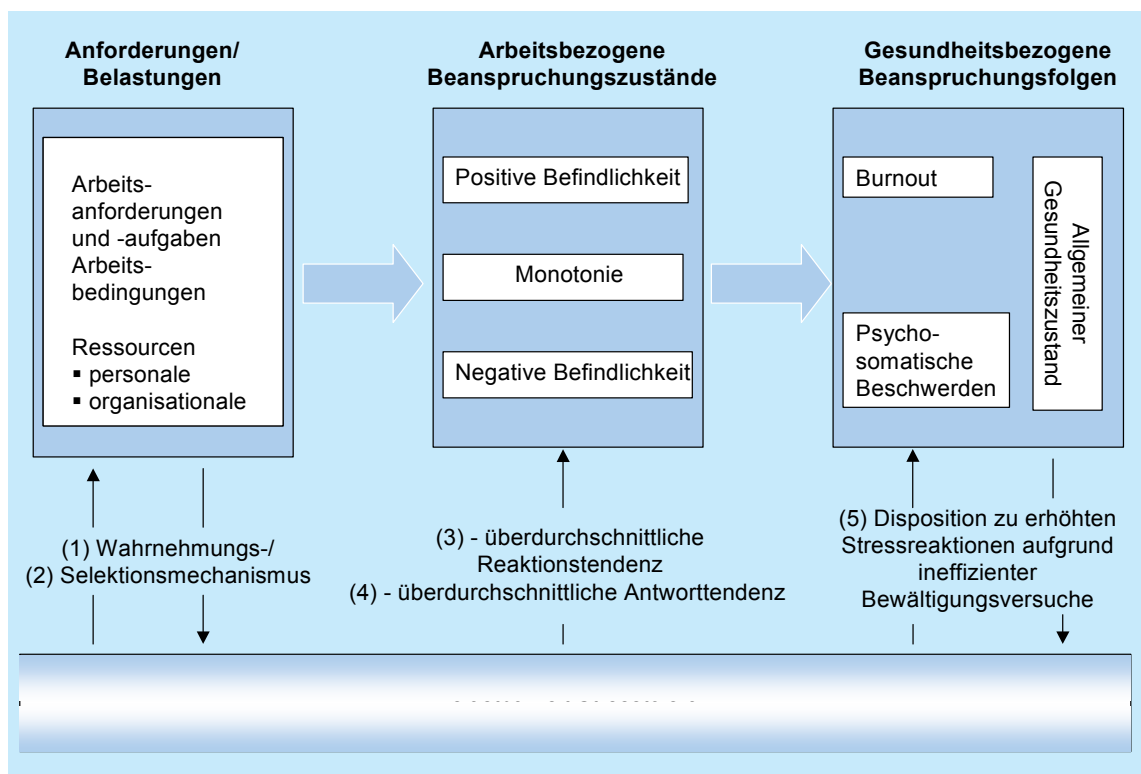 Anforderungen/
Belastungen
Arbeitsbezogene
Beanspruchungszustände
Gesundheitsbezogene
Beanspruchungsfolgen
Arbeits-
anforderungen
und -aufgaben
Arbeits-
bedingungen
Ressourcen
▪ personale
▪ organisationale
Positive Befindlichkeit
Monotonie
Negative Befindlichkeit
Burnout
Psycho-
somatische
Beschwerden
Allgemeiner
Gesundheitszustand
(1) Wahrnehmungs-/
(2) Selektionsmechanismus
(3) - überdurchschnittliche
Reaktionstendenz
(4) - überdurchschnittliche Antworttendenz
(5) Disposition zu erhöhten
Stressreaktionen aufgrund
ineffizienter
Bewältigungsversuche